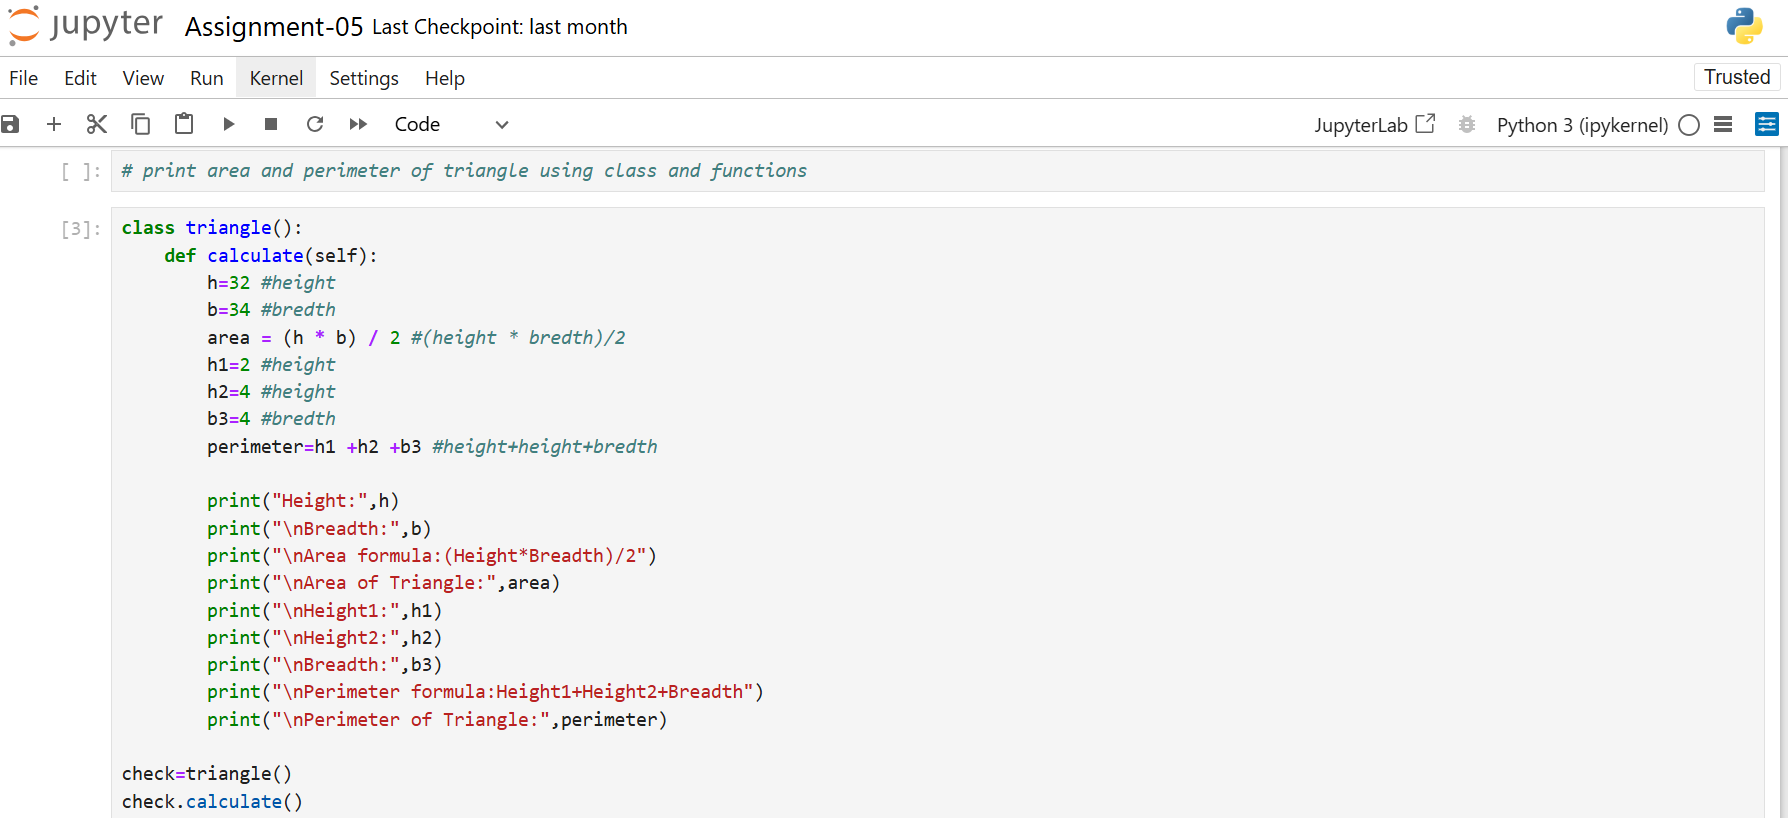 jupyter Assignment-05 Last Checkpoint: last month
File Edit View Run Kernel Settings Help Trusted
Code JupyterLab Python 3 (ipykernel)
[ ]: # print area and perimeter of triangle using class and functions
[3]: class triangle():
    def calculate(self):
        h=32 #height
        b=34 #bredth
        area = (h * b) / 2 #(height * bredth)/2
        h1=2 #height
        h2=4 #height
        b3=4 #bredth
        perimeter=h1 +h2 +b3 #height+height+bredth
        print("Height:",h)
        print("\nBreadth:",b)
        print("\nArea formula:(Height*Breadth)/2")
        print("\nArea of Triangle:",area)
        print("\nHeight1:",h1)
        print("\nHeight2:",h2)
        print("\nBreadth:",b3)
        print("\nPerimeter formula:Height1+Height2+Breadth")
        print("\nPerimeter of Triangle:",perimeter)
check=triangle()
check.calculate()